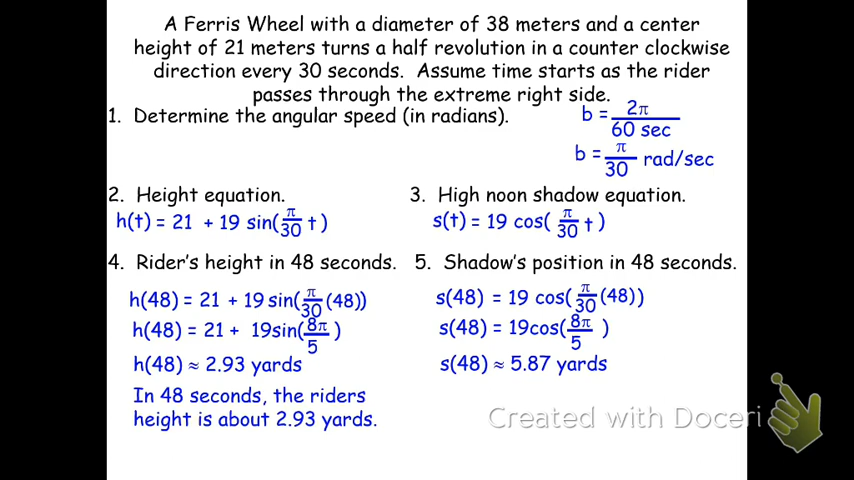 A Ferris Wheel with a diameter of 38 meters and a center
height of 21 meters turns a half revolution in a counter clockwise
direction every 30 seconds. Assume time starts as the rider
passes through the extreme right side.
1. Determine the angular speed (in radians).
b = 2π/60 sec
b = π/30 rad/sec
2. Height equation.
h(t) = 21 + 19 sin(π/30 t)
3. High noon shadow equation.
s(t) = 19 cos(π/30 t)
4. Rider's height in 48 seconds.
h(48) = 21 + 19 sin(π/30 (48))
h(48) = 21 + 19sin(8π/5)
h(48) ≈ 2.93 yards
In 48 seconds, the riders
height is about 2.93 yards.
5. Shadow's position in 48 seconds.
s(48) = 19 cos(π/30 (48))
s(48) = 19cos(8π/5)
s(48) ≈ 5.87 yards
Created with Doceri